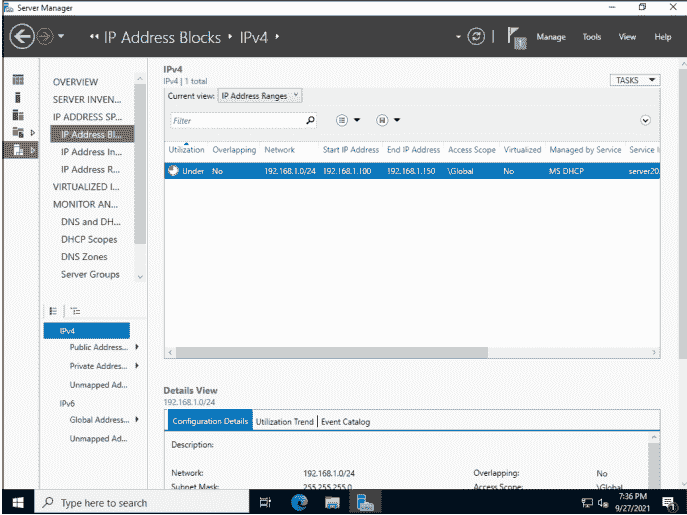 Server Manager
IP Address Blocks • IPv4
1
Manage Tools View Help
OVERVIEW
SERVER INVEN...
IP ADDRESS SP...
IP Address Bl...
IP Address In...
IP Address R...
VIRTUALIZED I...
MONITOR AN...
DNS and DH...
DHCP Scopes
DNS Zones
Server Groups
IPv4
Public Address...
Private Addres...
Unmapped Ad...
IPv6
Global Address...
Unmapped Ad...
IPv4
IPv4 | 1 total
TASKS
Current view: IP Address Ranges
Filter
Utilization Overlapping Network Start IP Address End IP Address Access Scope Virtualized Managed by Service Service I
Under No 192.168.1.0/24 192.168.1.100 192.168.1.150 \Global No MS DHCP server20
Details View
192.168.1.0/24
Configuration Details Utilization Trend Event Catalog
Description:
Network: 192.168.1.0/24 Overlapping: No
Subnet Mask: 255.255.255.0 Access Scope: \Global
Type here to search
7:36 PM
9/27/2021
1